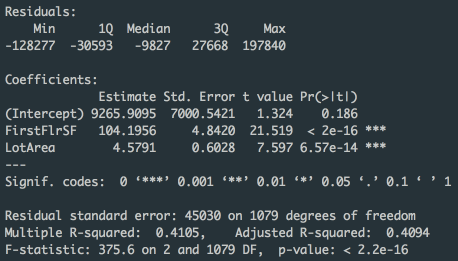 Residuals:
    Min      1Q  Median      3Q     Max
-128277  -30593   -9827   27668  197840

Coefficients:
             Estimate Std. Error t value Pr(>|t|)
(Intercept) 9265.9095  7000.5421   1.324    0.186
FirstFlrSF   104.1956     4.8420  21.519  < 2e-16 ***
LotArea        4.5791     0.6028   7.597 6.57e-14 ***
---
Signif. codes:  0 ‘***’ 0.001 ‘**’ 0.01 ‘*’ 0.05 ‘.’ 0.1 ‘ ’ 1

Residual standard error: 45030 on 1079 degrees of freedom
Multiple R-squared:  0.4105,    Adjusted R-squared:  0.4094
F-statistic: 375.6 on 2 and 1079 DF,  p-value: < 2.2e-16